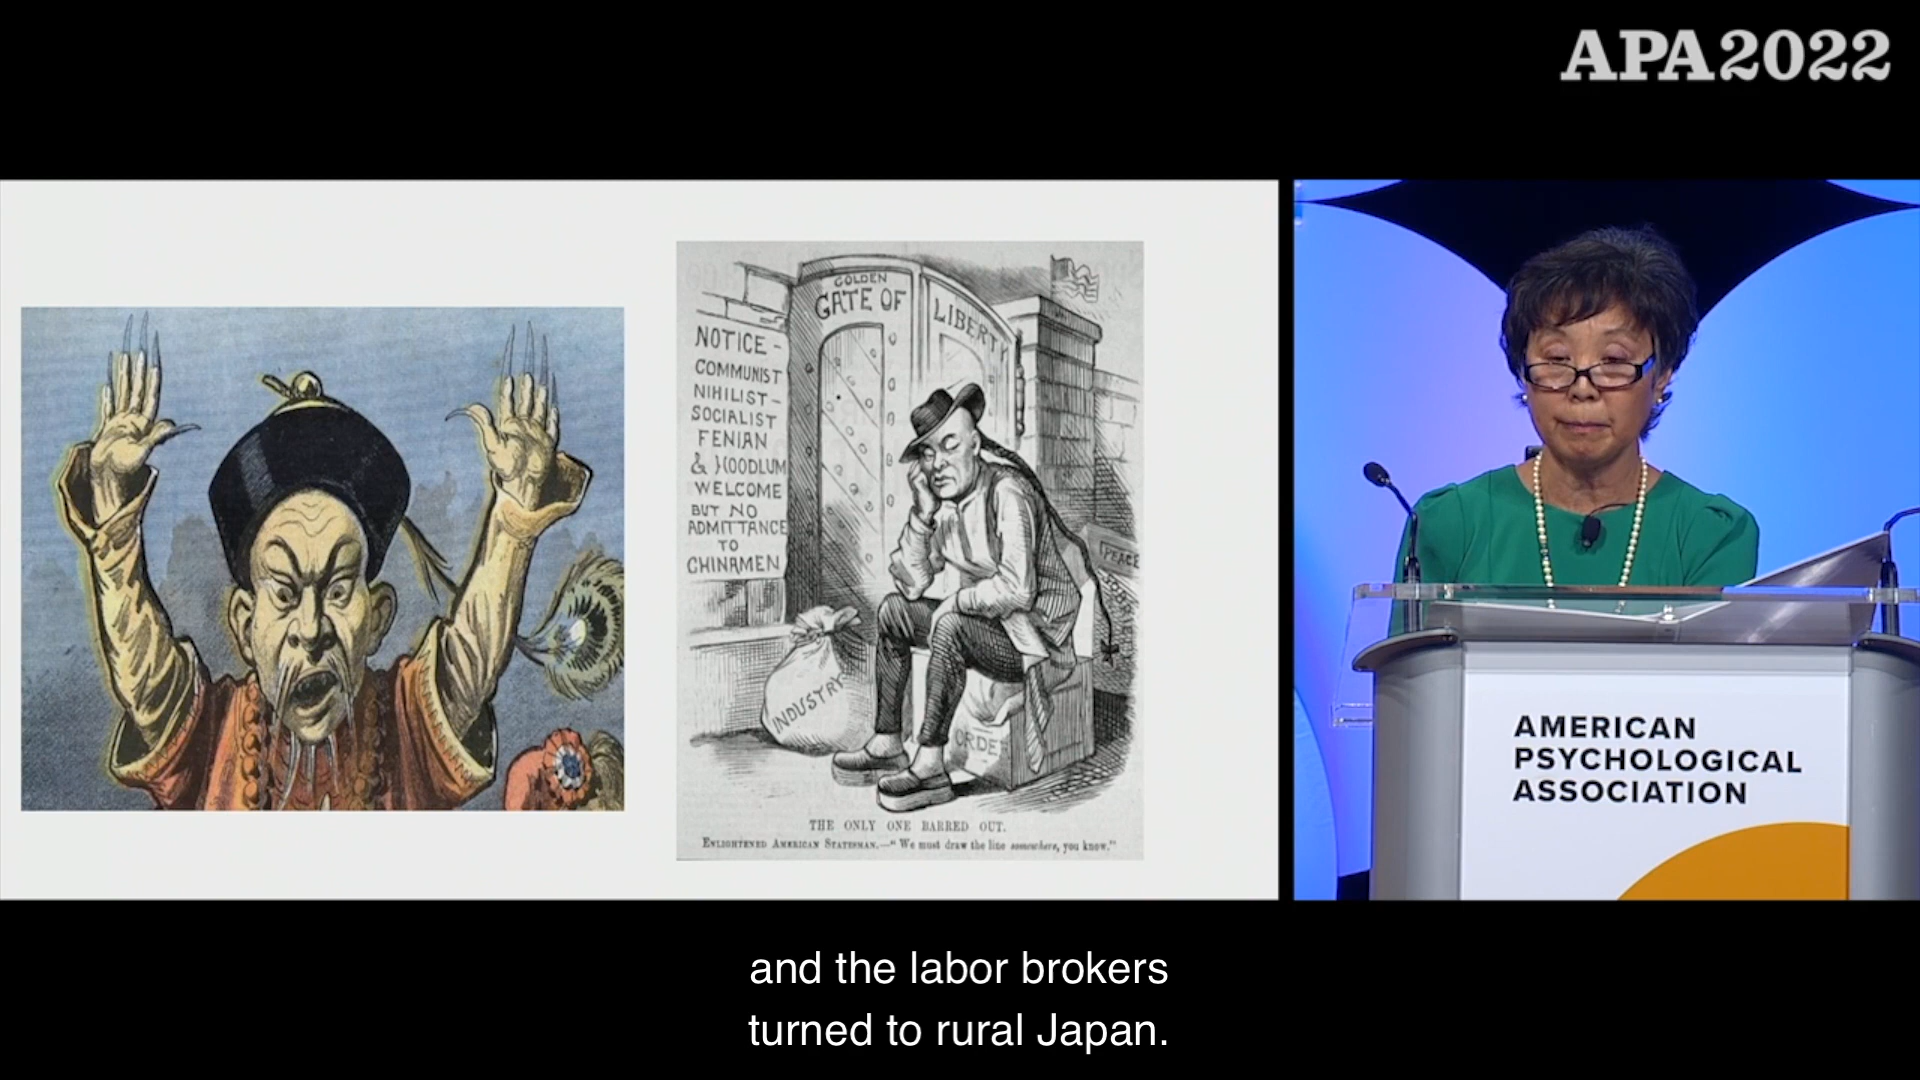 APA2022
GOLDEN
GATE OF
LIBERTY
NOTICE -
COMMUNIST
NIHILIST -
SOCIALIST
FENIAN
& HOODLUM
WELCOME
BUT NO
ADMITTANCE
TO
CHINAMEN
PEACE
INDUSTRY
ORDER
THE ONLY ONE BARRED OUT.
ENLIGHTENED AMERICAN STATESMAN.—"We must draw the line somewhere, you know."
AMERICAN
PSYCHOLOGICAL
ASSOCIATION
and the labor brokers
turned to rural Japan.